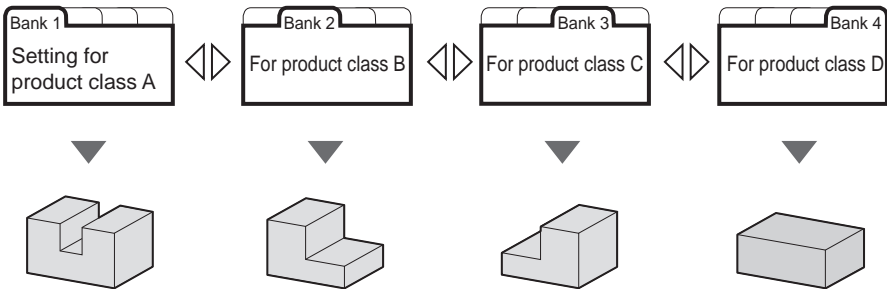 Bank 1
Setting for
product class A
Bank 2
For product class B
Bank 3
For product class C
Bank 4
For product class D